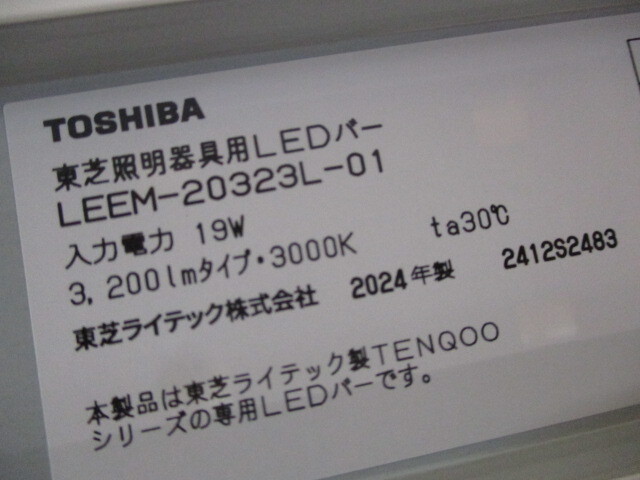 TOSHIBA
東芝照明器具用LEDバー
LEEM-20323L-01
入力電力 19W ta30℃
3,200lmタイプ・3000K
東芝ライテック株式会社 2024年製 2412S2483
本製品は東芝ライテック製TENQOO
シリーズの専用LEDバーです。